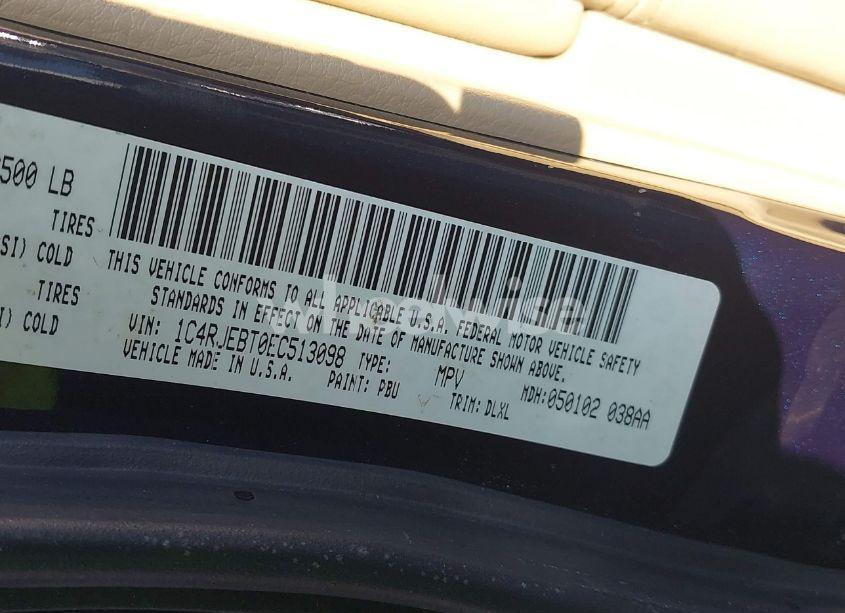 500 LB
TIRES
SI) COLD
TIRES
SI) COLD
THIS VEHICLE CONFORMS TO ALL APPLICABLE U.S.A. FEDERAL MOTOR VEHICLE SAFETY
STANDARDS IN EFFECT ON THE DATE OF MANUFACTURE SHOWN ABOVE.
VIN: 1C4RJEBT0EC513098 TYPE: MPV MDH:050102 038AA
VEHICLE MADE IN U.S.A. PAINT: PBU TRIM: DLXL
wheelwise